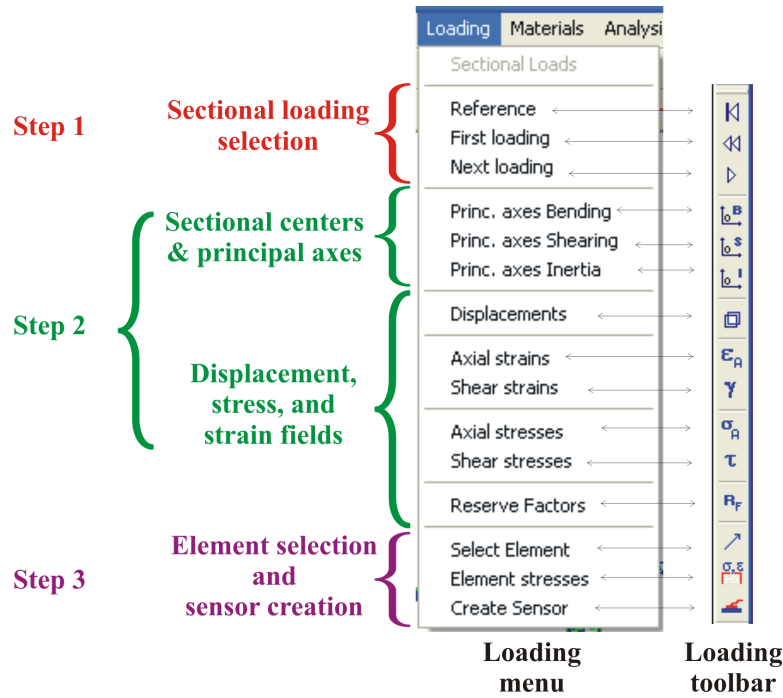 Loading Materials Analysi
Sectional Loads
Step 1
Sectional loading
selection
Reference
First loading
Next loading
Step 2
Sectional centers
& principal axes
Princ. axes Bending
B
o
Princ. axes Shearing
S
o
Princ. axes Inertia
I
o
Displacement,
stress, and
strain fields
Displacements
Axial strains
εA
Shear strains
γ
Axial stresses
σA
Shear stresses
τ
Reserve Factors
RF
Step 3
Element selection
and
sensor creation
Select Element
Element stresses
σ,ε
Create Sensor
Loading
menu
Loading
toolbar